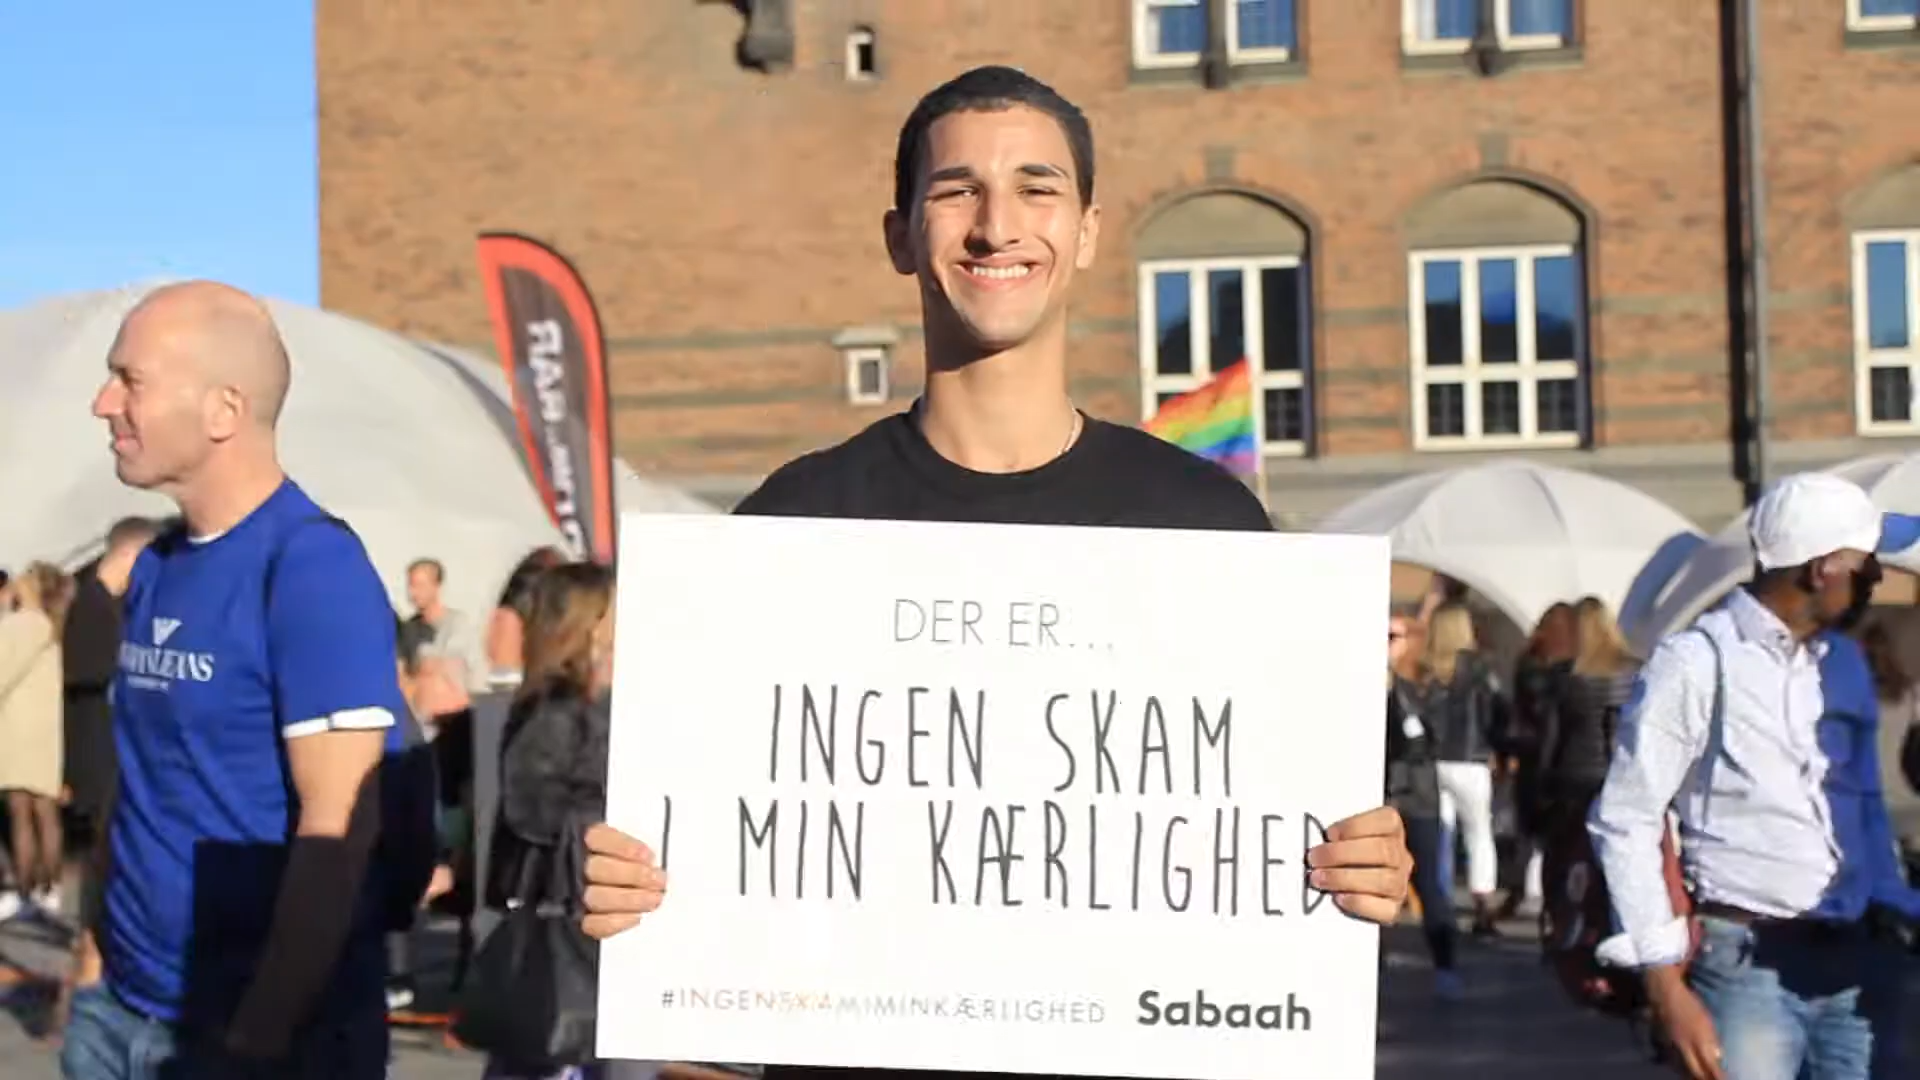 DER ER...
INGEN SKAM
I MIN KÆRLIGHED
#INGENSKAMIMINKÆRLIGHED Sabaah